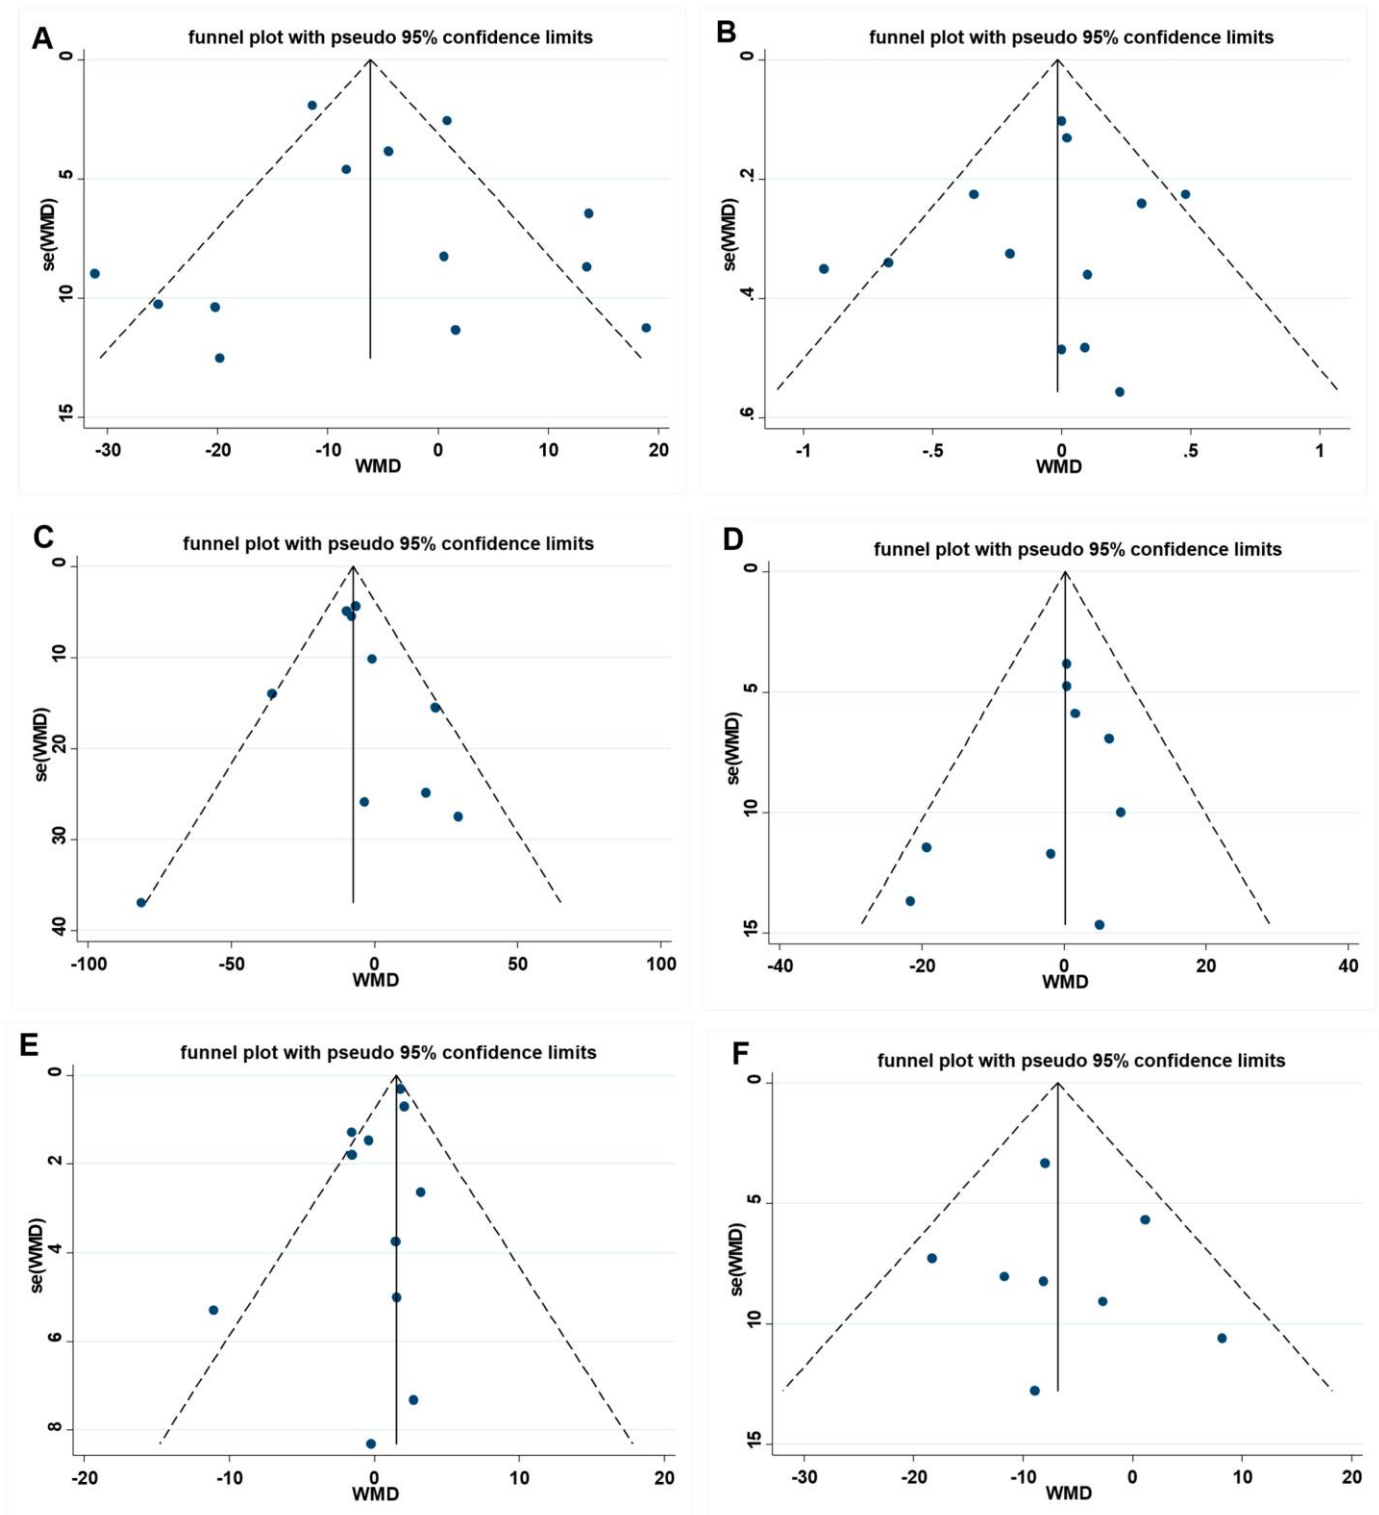 A
funnel plot with pseudo 95% confidence limits
se(WMD)
0
5
10
15
-30 -20 -10 0 10 20
WMD
B
funnel plot with pseudo 95% confidence limits
se(WMD)
0
.2
.4
.6
-1 -.5 0 .5 1
WMD
C
funnel plot with pseudo 95% confidence limits
se(WMD)
0
10
20
30
40
-100 -50 0 50 100
WMD
D
funnel plot with pseudo 95% confidence limits
se(WMD)
0
5
10
15
-40 -20 0 20 40
WMD
E
funnel plot with pseudo 95% confidence limits
se(WMD)
0
2
4
6
8
-20 -10 0 10 20
WMD
F
funnel plot with pseudo 95% confidence limits
se(WMD)
0
5
10
15
-30 -20 -10 0 10 20
WMD